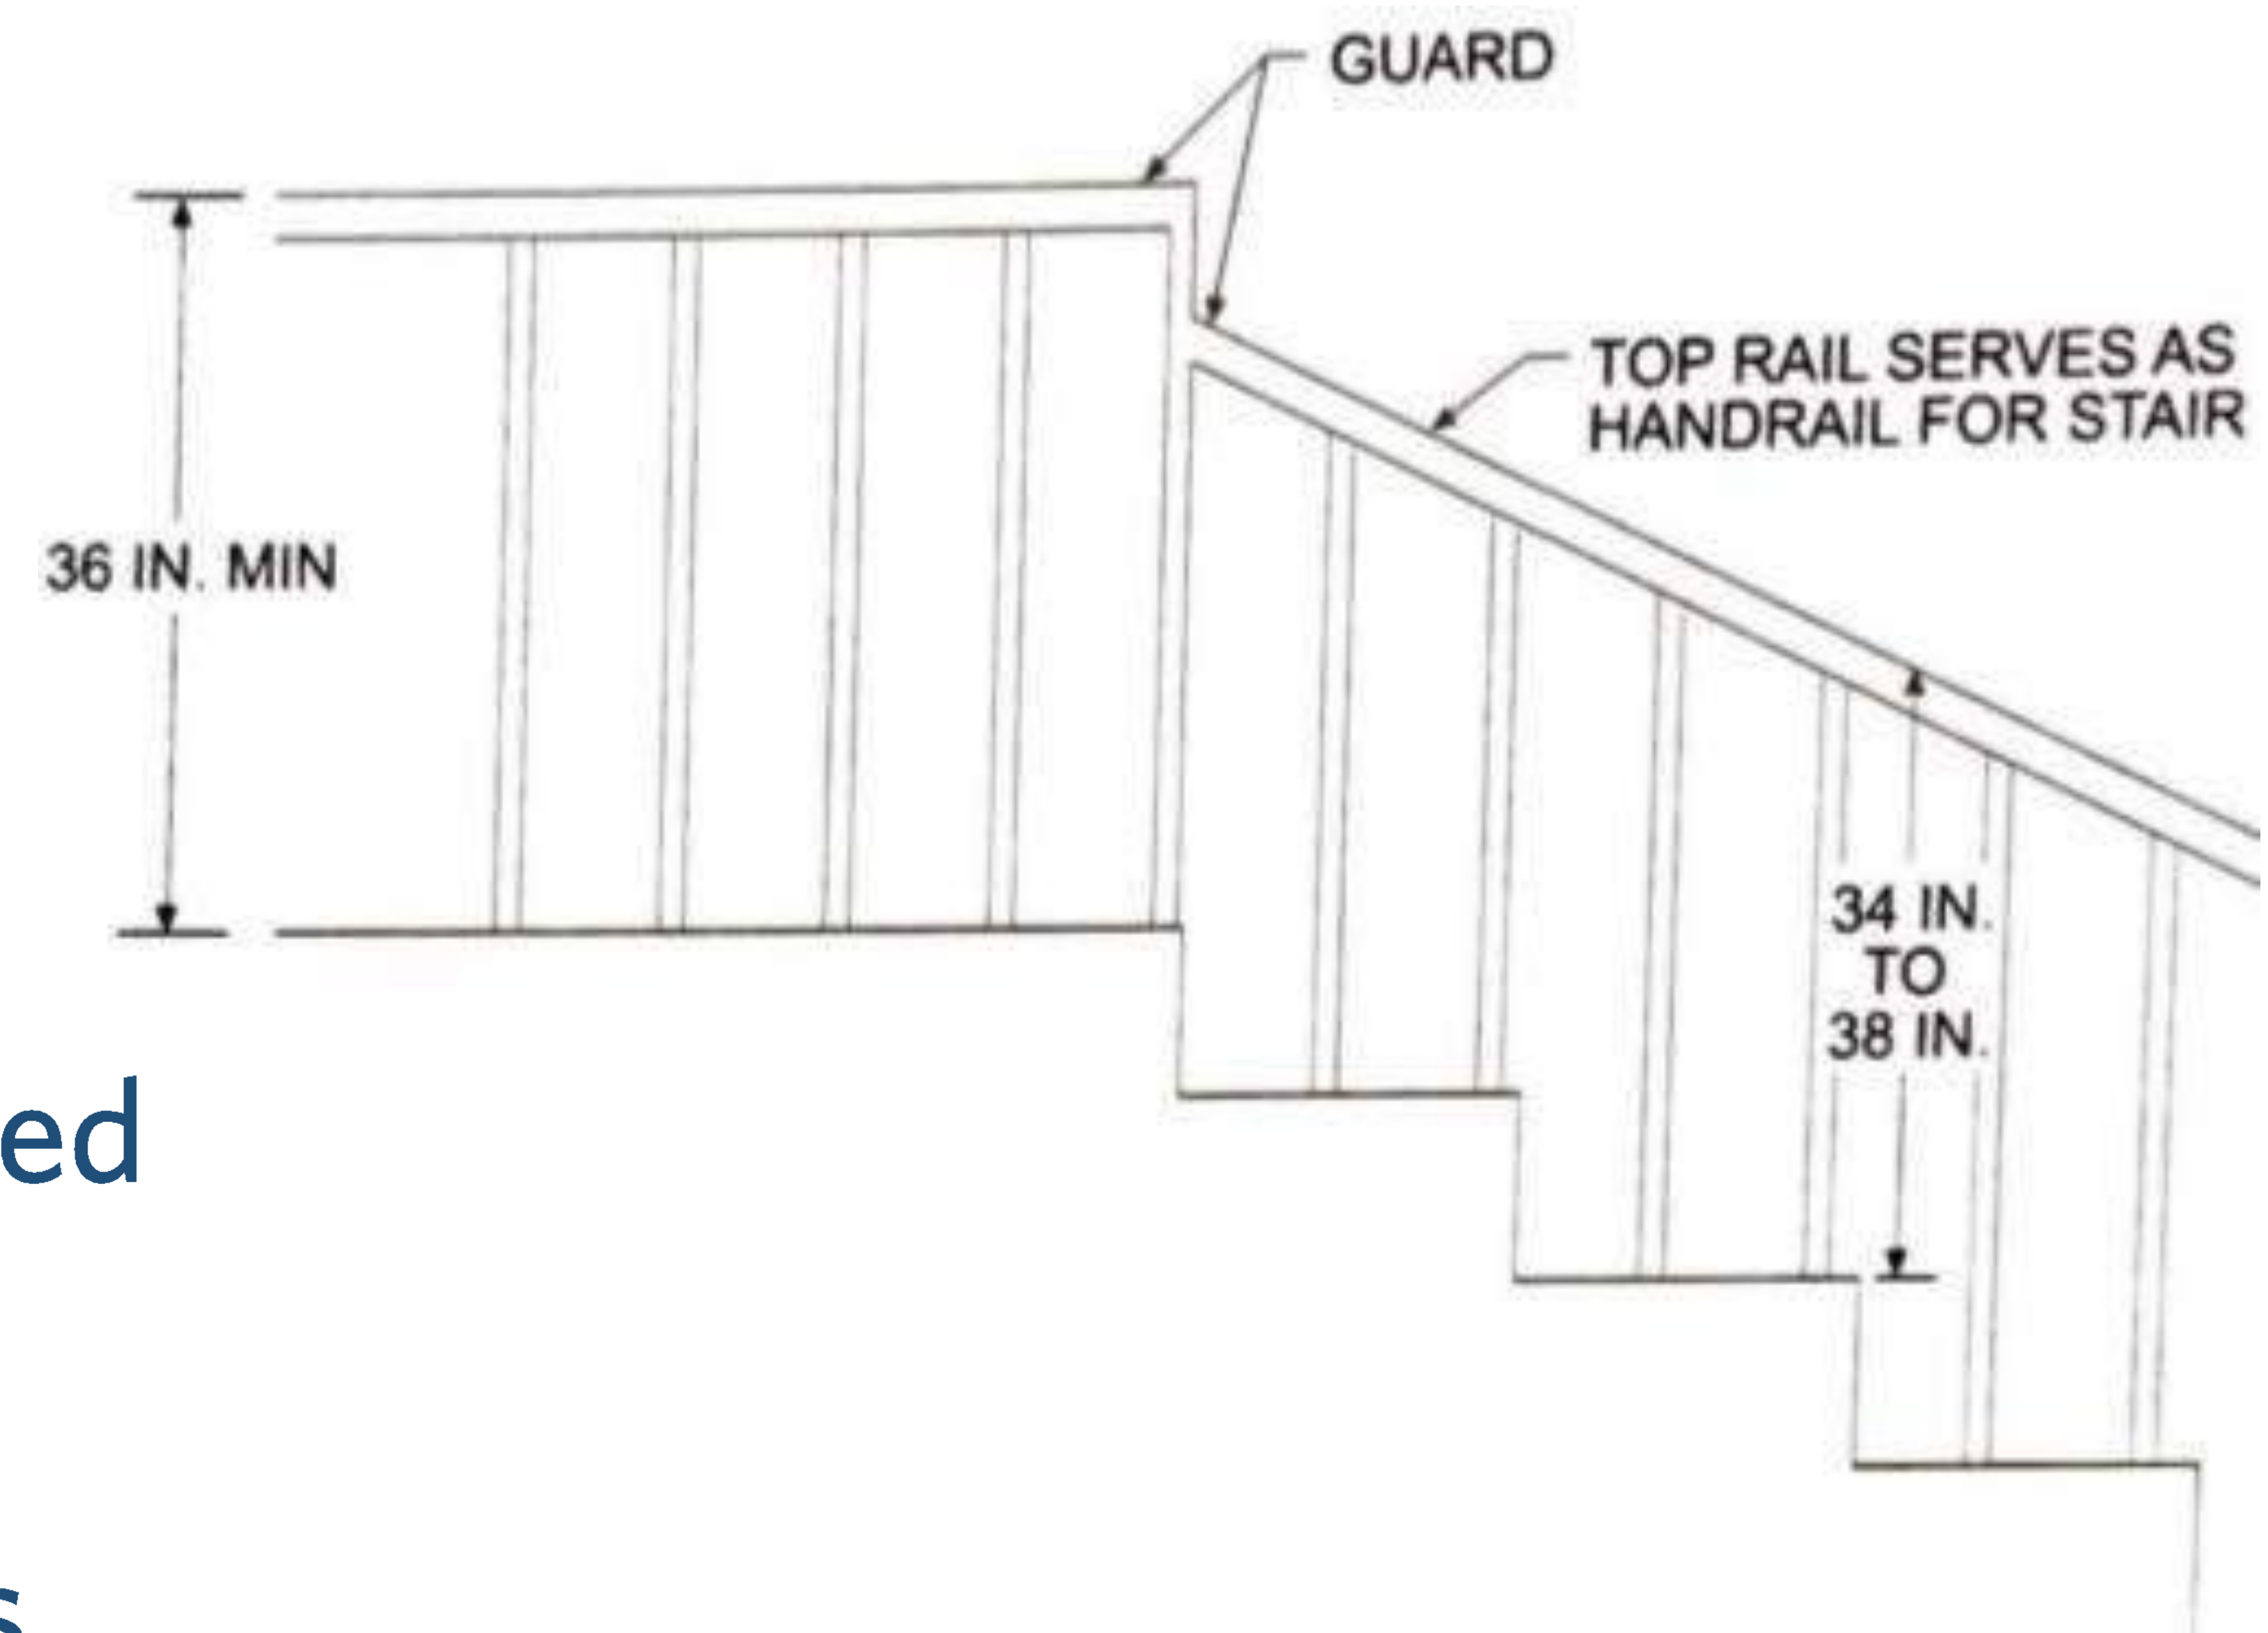 GUARD
TOP RAIL SERVES AS
HANDRAIL FOR STAIR
36 IN. MIN
34 IN.
TO
38 IN.
ed
s